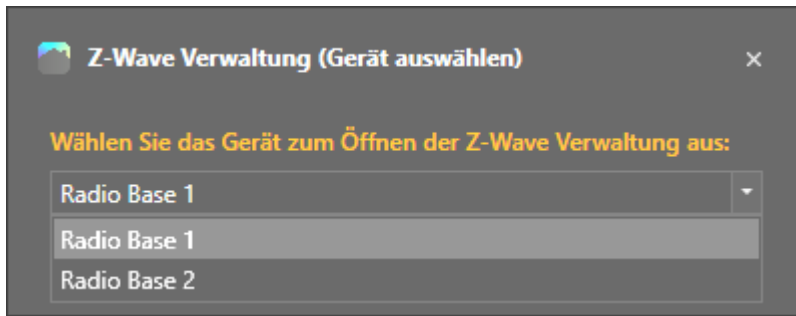 Z-Wave Verwaltung (Gerät auswählen)
Wählen Sie das Gerät zum Öffnen der Z-Wave Verwaltung aus:
Radio Base 1
Radio Base 1
Radio Base 2